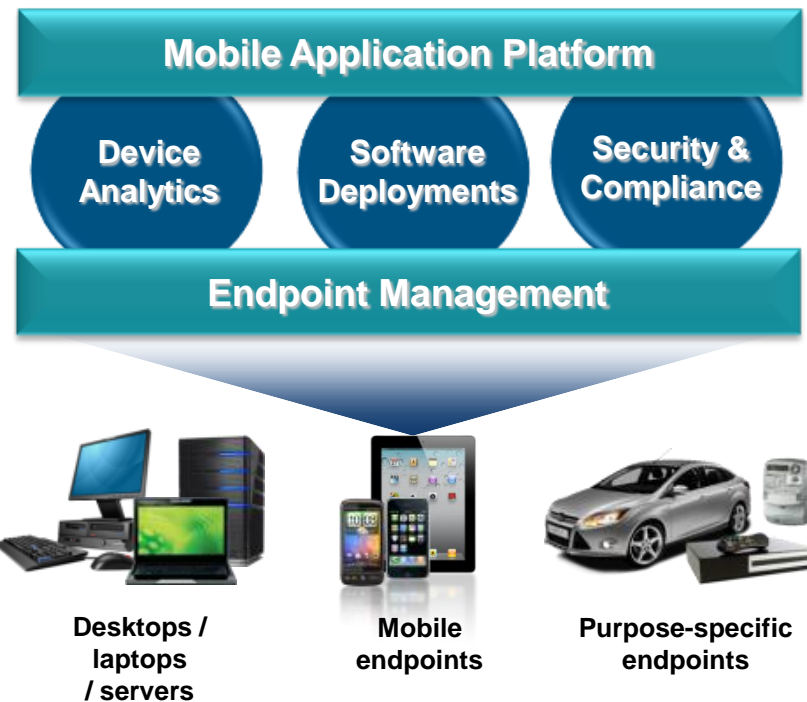 Mobile Application Platform
Device
Analytics
Software
Deployments
Security &
Compliance
Endpoint Management
Desktops /
laptops
/ servers
Mobile
endpoints
Purpose-specific
endpoints